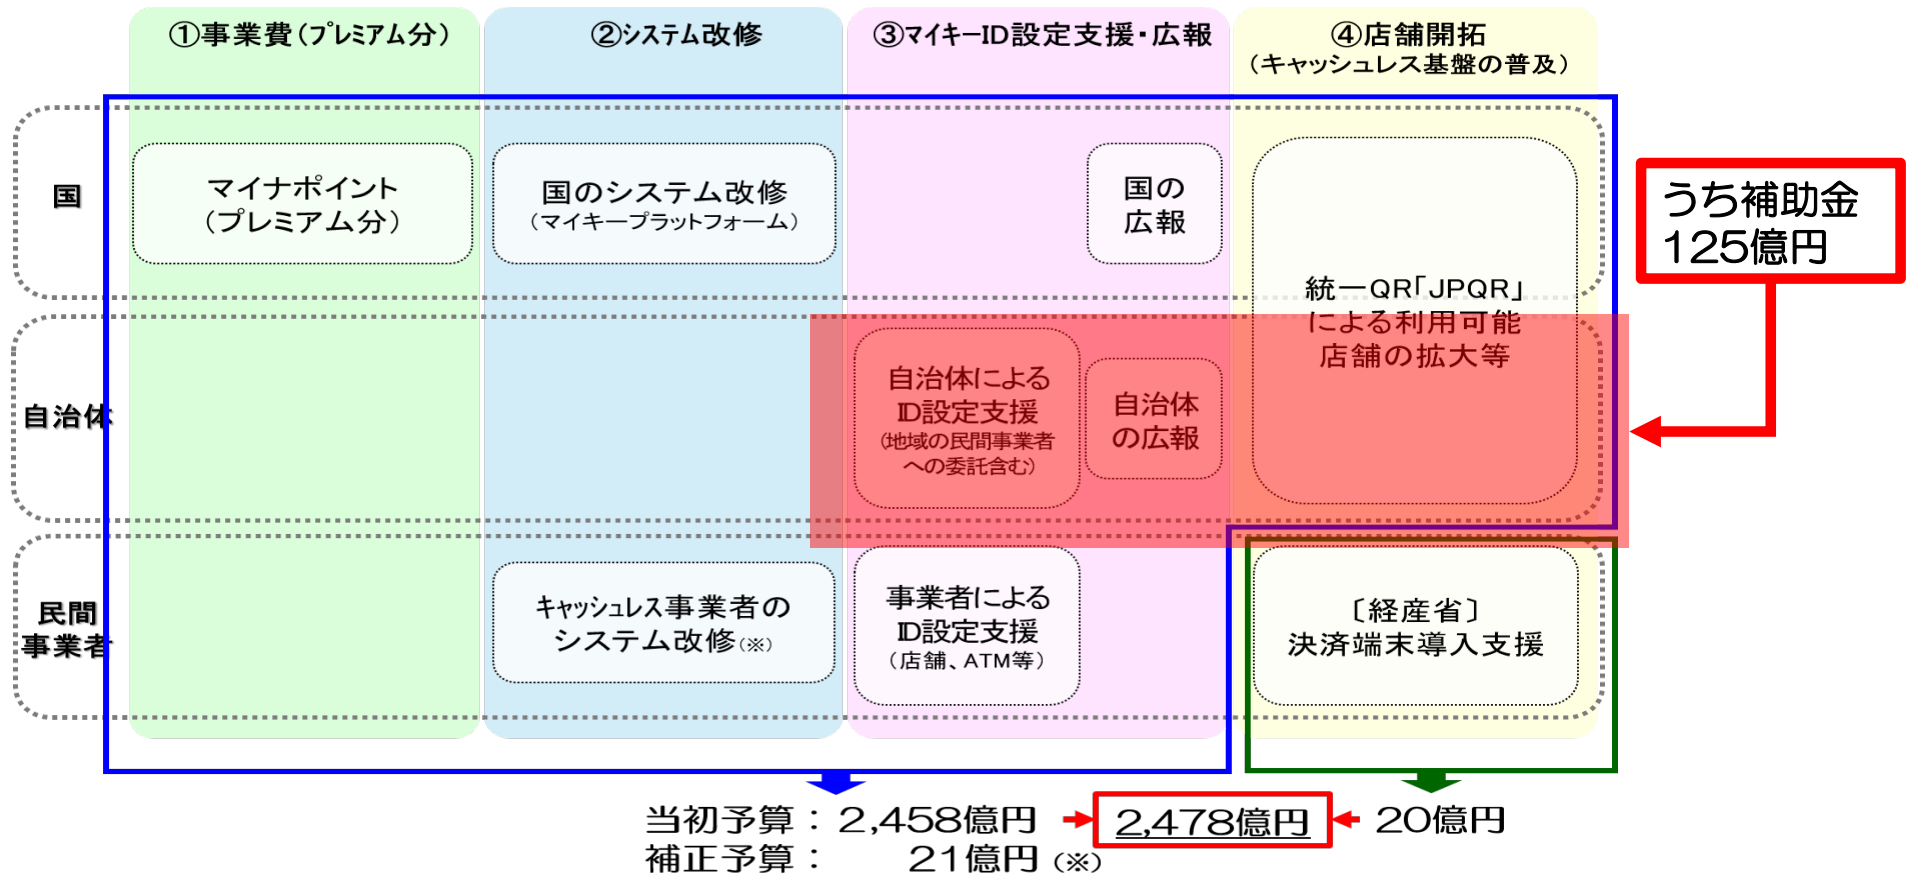 ①事業費(プレミアム分)
②システム改修
③マイキーID設定支援・広報
④店舗開拓
(キャッシュレス基盤の普及)
国
マイナポイント
(プレミアム分)
国のシステム改修
(マイキープラットフォーム)
国の
広報
統一QR「JPQR」
による利用可能
店舗の拡大等
うち補助金
125億円
自治体
自治体による
ID設定支援
(地域の民間事業者
への委託含む)
自治体
の広報
民間
事業者
キャッシュレス事業者の
システム改修(※)
事業者による
ID設定支援
(店舗、ATM等)
〔経産省〕
決済端末導入支援
当初予算：2,458億円
2,478億円
20億円
補正予算： 21億円(※)